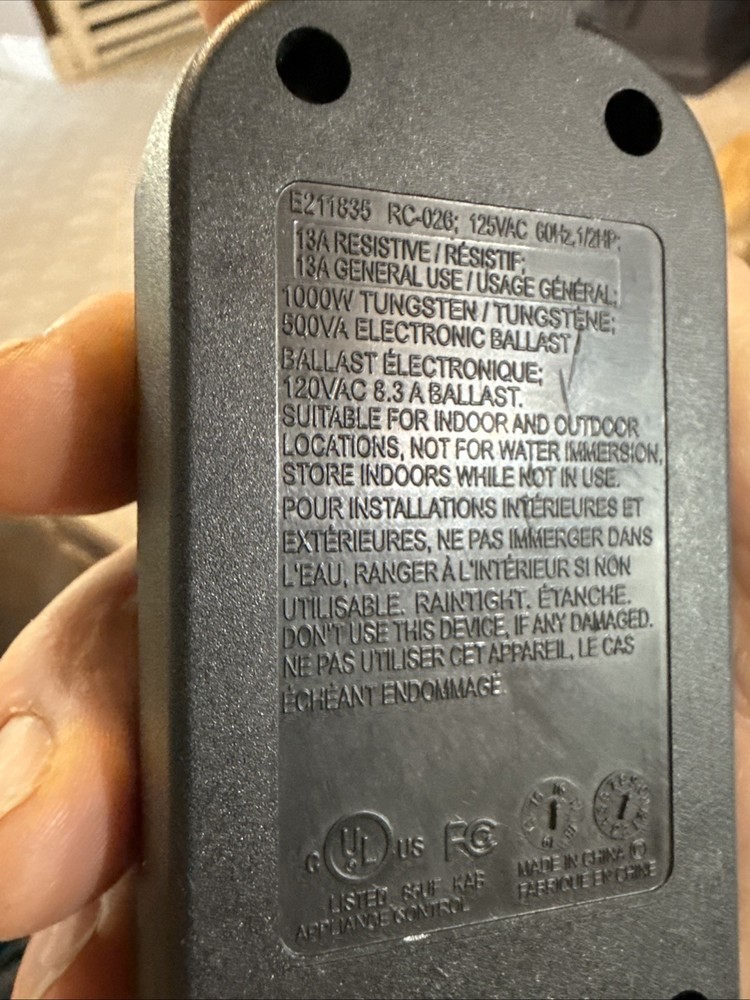 E211835 RC-026; 125VAC 60Hz,1/2HP;
13A RESISTIVE / RÉSISTIF;
13A GENERAL USE / USAGE GÉNÉRAL;
1000W TUNGSTEN / TUNGSTÈNE;
500VA ELECTRONIC BALLAST /
BALLAST ÉLECTRONIQUE;
120VAC 8.3 A BALLAST.
SUITABLE FOR INDOOR AND OUTDOOR
LOCATIONS, NOT FOR WATER IMMERSION,
STORE INDOORS WHILE NOT IN USE.
POUR INSTALLATIONS INTÉRIEURES ET
EXTÉRIEURES, NE PAS IMMERGER DANS
L'EAU, RANGER À L'INTÉRIEUR SI NON
UTILISABLE. RAINTIGHT. ÉTANCHE.
DON'T USE THIS DEVICE, IF ANY DAMAGED.
NE PAS UTILISER CET APPAREIL, LE CAS
ÉCHÉANT ENDOMMAGÉ.
C UL US FC
LISTED KAB
APPLIANCE CONTROL
MADE IN CHINA
FABRIQUE EN CHINE